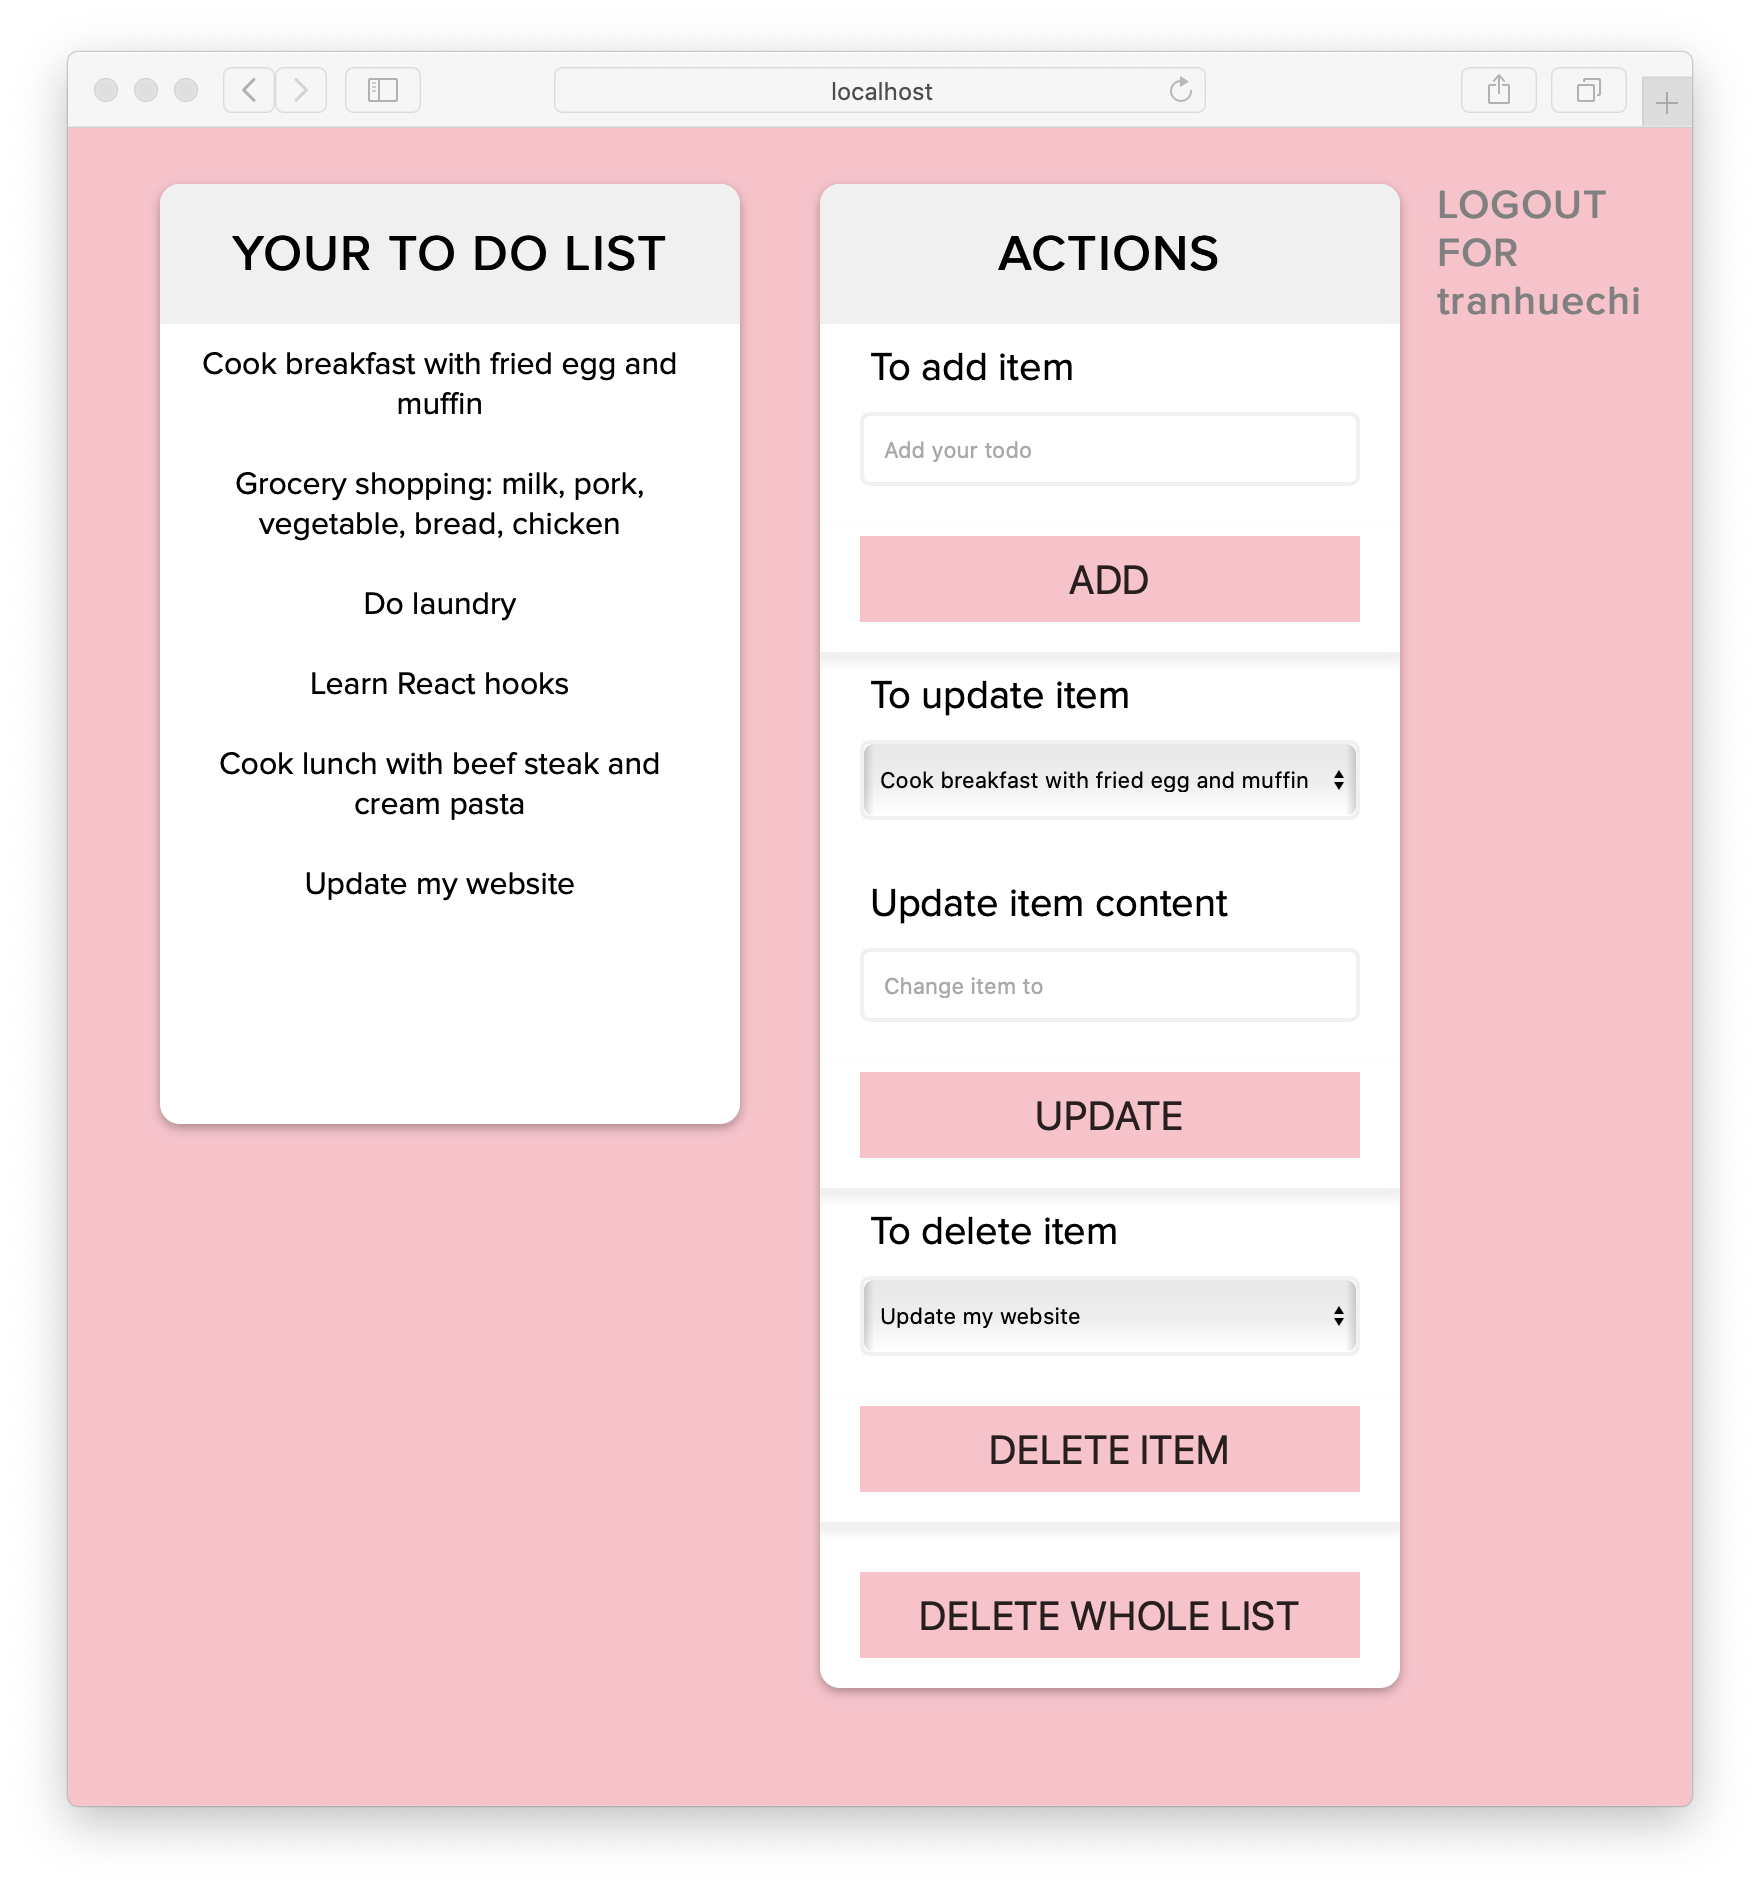 localhost
YOUR TO DO LIST
Cook breakfast with fried egg and
muffin
Grocery shopping: milk, pork,
vegetable, bread, chicken
Do laundry
Learn React hooks
Cook lunch with beef steak and
cream pasta
Update my website
ACTIONS
To add item
Add your todo
ADD
To update item
Cook breakfast with fried egg and muffin
Update item content
Change item to
UPDATE
To delete item
Update my website
DELETE ITEM
DELETE WHOLE LIST
LOGOUT
FOR
tranhuechi